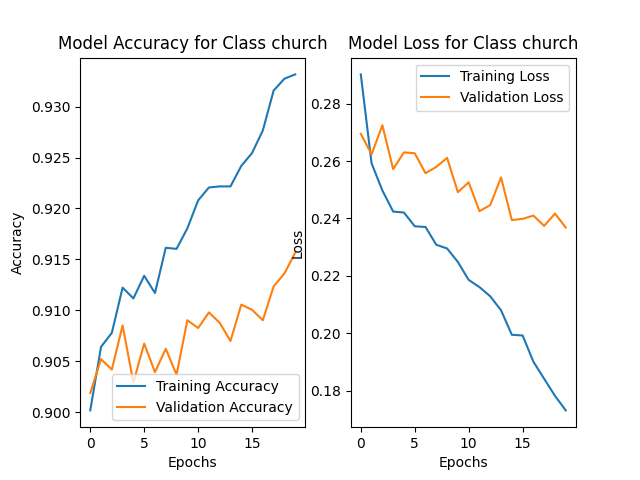 Model Accuracy for Class church
0.930
0.925
0.920
0.915
0.910
0.905
0.900
Accuracy
0
5
10
15
Epochs
Training Accuracy
Validation Accuracy
Model Loss for Class church
0.28
0.26
0.24
0.22
0.20
0.18
Loss
0
5
10
15
Epochs
Training Loss
Validation Loss